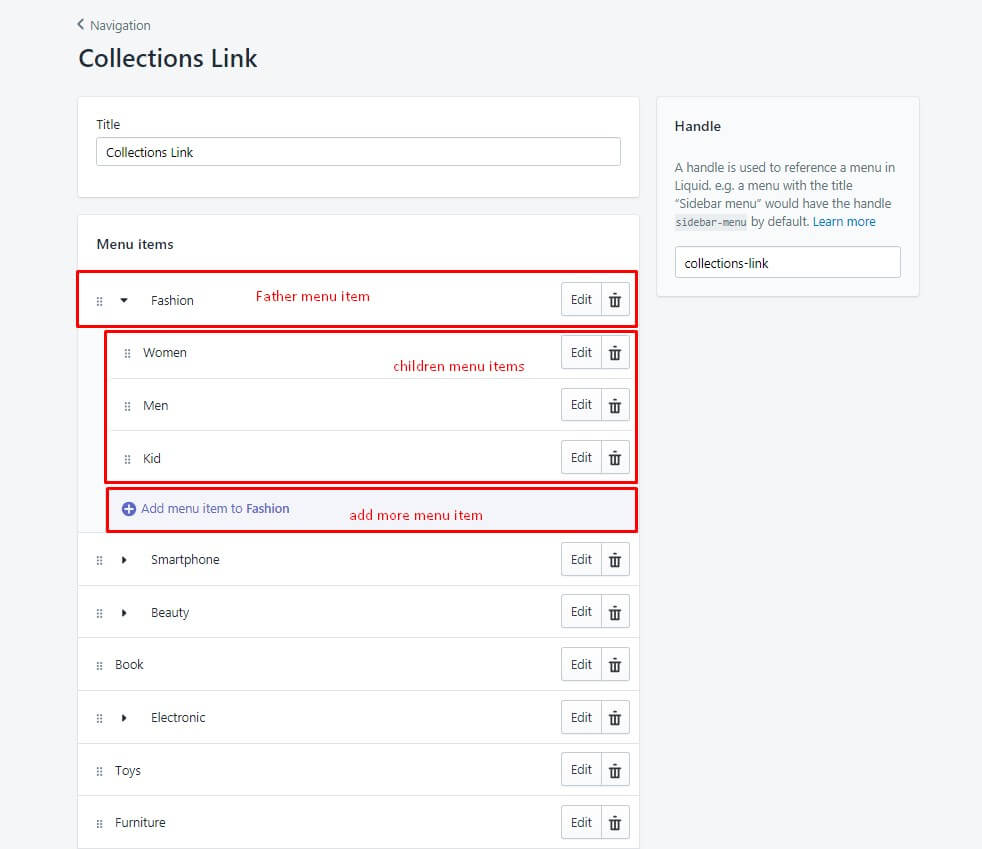 Navigation
Collections Link
Title
Collections Link
Handle
A handle is used to reference a menu in
Liquid. e.g. a menu with the title
“Sidebar menu” would have the handle
sidebar-menu by default. Learn more
collections-link
Menu items
Fashion Father menu item Edit
Women Edit
children menu items
Men Edit
Kid Edit
Add menu item to Fashion
add more menu item
Smartphone Edit
Beauty Edit
Book Edit
Electronic Edit
Toys Edit
Furniture Edit